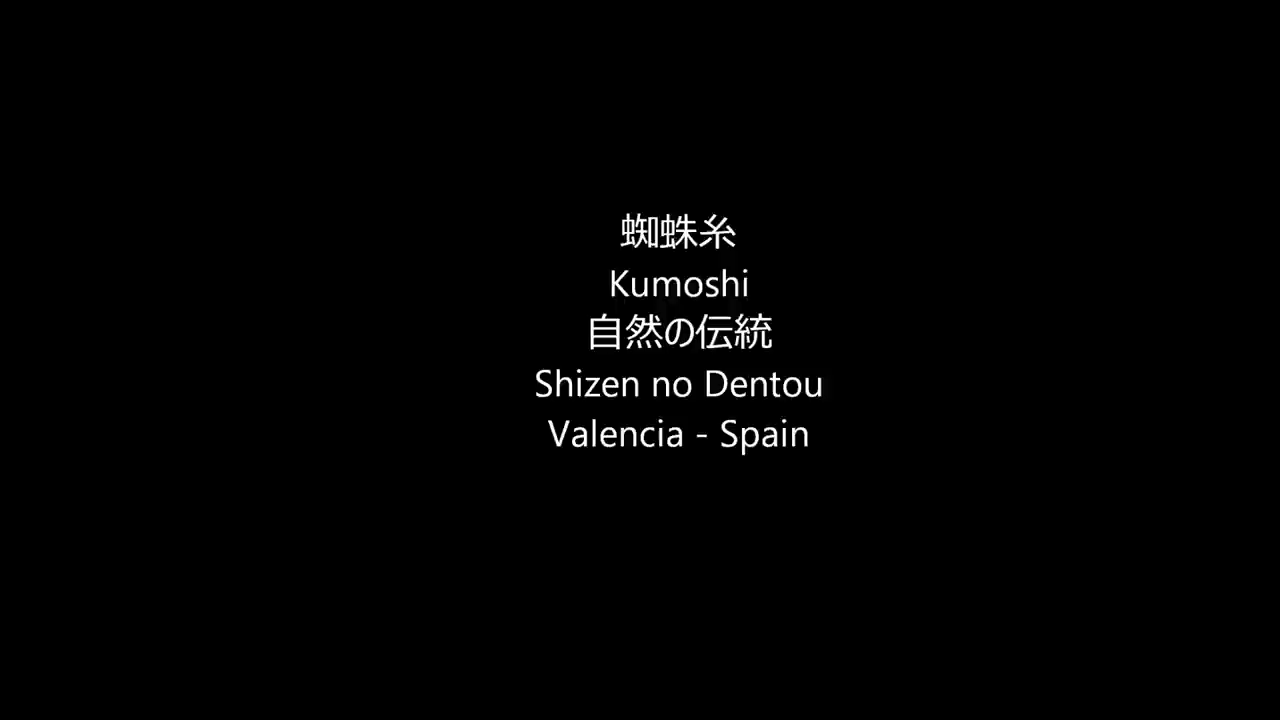 蜘蛛糸
Kumoshi
自然の伝統
Shizen no Dentou
Valencia - Spain